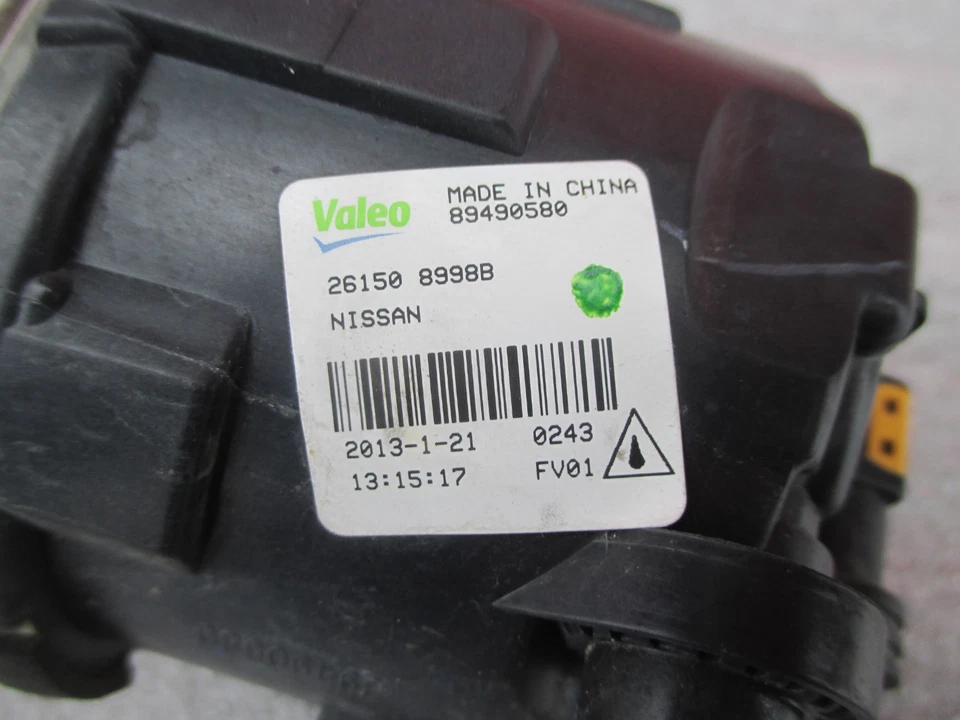 Valeo
MADE IN CHINA
89490580
26150 8998B
NISSAN
2013-1-21 0243
13:15:17 FV01